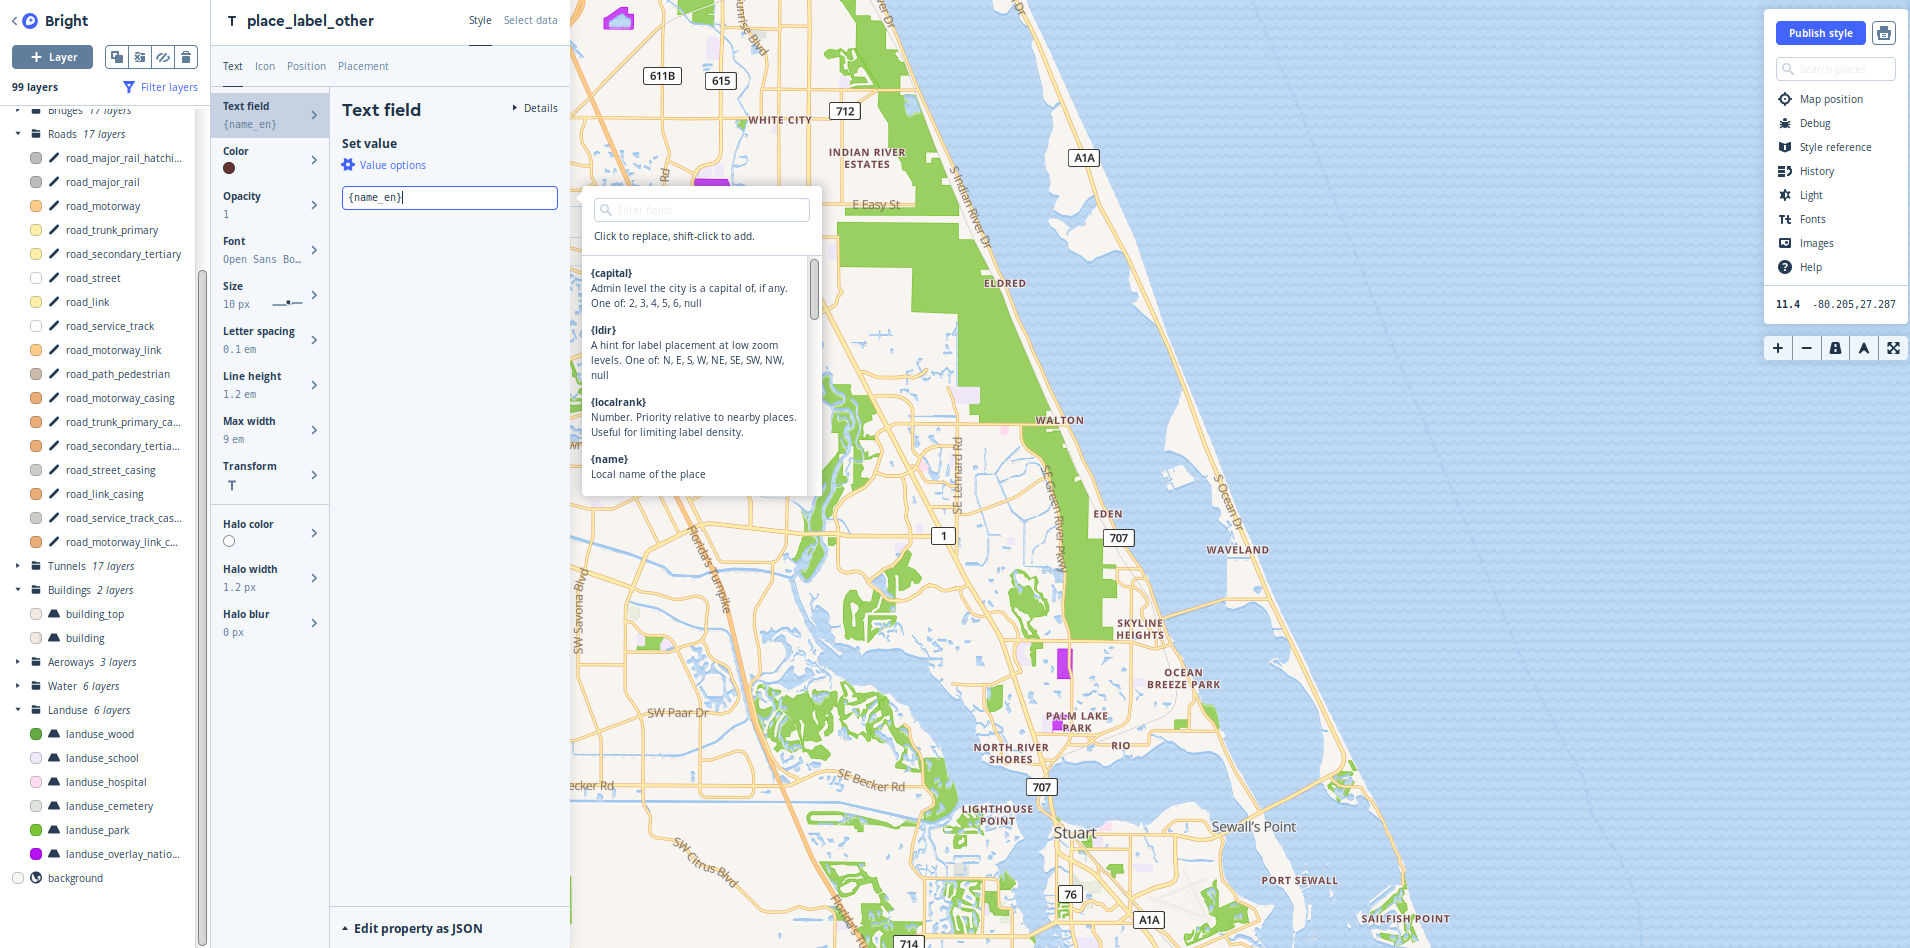 Bright
+ Layer
99 layers
Filter layers
Bridges 17 layers
Roads 17 layers
road_major_rail_hatchi...
road_major_rail
road_motorway
road_trunk_primary
road_secondary_tertiary
road_street
road_link
road_service_track
road_motorway_link
road_path_pedestrian
road_motorway_casing
road_trunk_primary_ca...
road_secondary_tertia...
road_street_casing
road_link_casing
road_service_track_cas...
road_motorway_link_c...
Tunnels 17 layers
Buildings 2 layers
building_top
building
Aeroways 3 layers
Water 6 layers
Landuse 6 layers
landuse_wood
landuse_school
landuse_hospital
landuse_cemetery
landuse_park
landuse_overlay_natio...
background
T place_label_other
Style
Select data
Text
Icon
Position
Placement
Text field
{name_en}
Color
Opacity
1
Font
Open Sans Bo...
Size
10 px
Letter spacing
0.1 em
Line height
1.2 em
Max width
9 em
Transform
T
Halo color
Halo width
1.2 px
Halo blur
0 px
Text field
Details
Set value
Value options
{name_en}
Edit property as JSON
Filter fields
Click to replace, shift-click to add.
{capital}
Admin level the city is a capital of, if any.
One of: 2, 3, 4, 5, 6, null
{ldir}
A hint for label placement at low zoom
levels. One of: N, E, S, W, NE, SE, SW, NW,
null
{localrank}
Number. Priority relative to nearby places.
Useful for limiting label density.
{name}
Local name of the place
611B
615
712
WHITE CITY
INDIAN RIVER
ESTATES
A1A
Rd
E Easy St
S Indian River Dr
ELDRED
WALTON
SE Lennard Rd
SE Green River Pkwy
S Ocean Dr
EDEN
1
707
WAVELAND
Florida's Turnpike
SW Savona Blvd
SKYLINE
HEIGHTS
OCEAN
BREEZE PARK
SW Paar Dr
PALM LAKE
PARK
NORTH RIVER
SHORES
RIO
ecker Rd
SE Becker Rd
707
LIGHTHOUSE
POINT
Stuart
Sewall's Point
SW Citrus Blvd
PORT SEWALL
76
A1A
SAILFISH POINT
Florida's Tu
714
Publish style
Search places
Map position
Debug
Style reference
History
Light
Fonts
Images
Help
11.4 -80.205,27.287